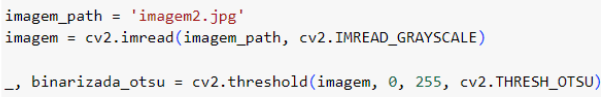 imagem_path = 'imagem2.jpg'
imagem = cv2.imread(imagem_path, cv2.IMREAD_GRAYSCALE)
_, binarizada_otsu = cv2.threshold(imagem, 0, 255, cv2.THRESH_OTSU)